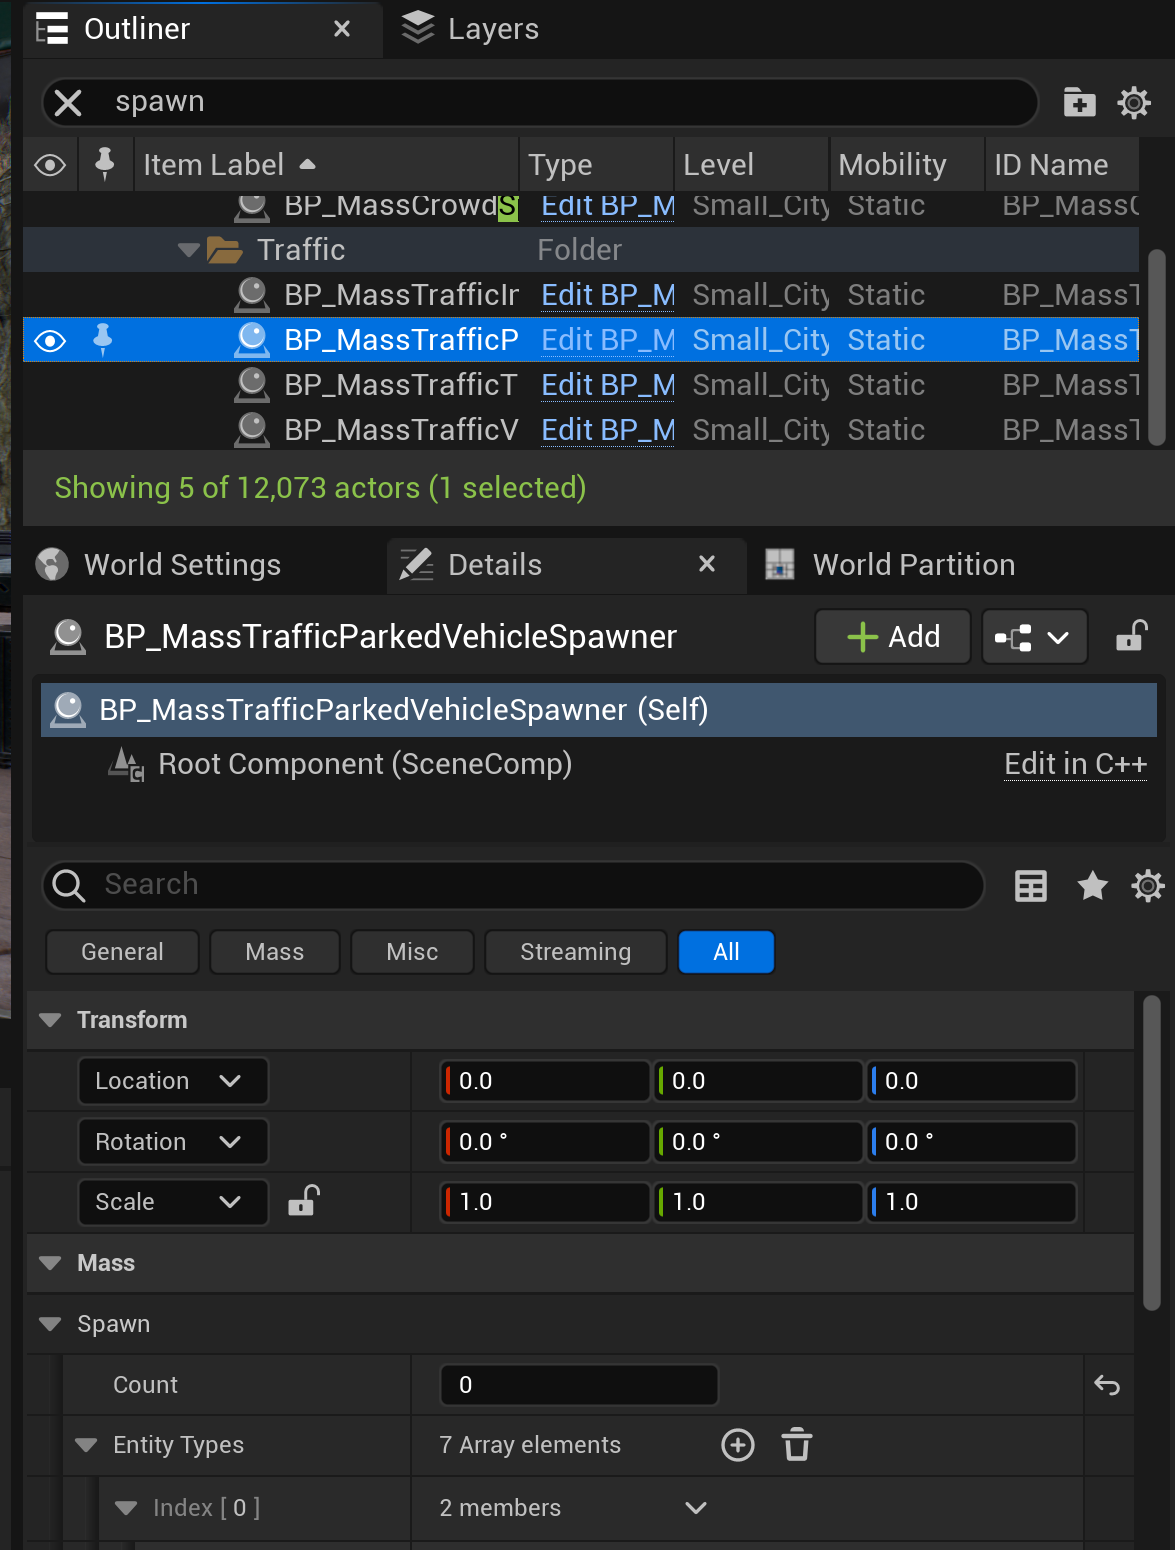 Outliner
Layers
spawn
Item Label Type Level Mobility ID Name
BP_MassCrowdS Edit BP_M Small_City Static BP_MassC
Traffic Folder
BP_MassTrafficIn Edit BP_M Small_City Static BP_MassT
BP_MassTrafficP Edit BP_M Small_City Static BP_MassT
BP_MassTrafficT Edit BP_M Small_City Static BP_MassT
BP_MassTrafficV Edit BP_M Small_City Static BP_MassT
Showing 5 of 12,073 actors (1 selected)
World Settings
Details
World Partition
BP_MassTrafficParkedVehicleSpawner
Add
BP_MassTrafficParkedVehicleSpawner (Self)
Root Component (SceneComp) Edit in C++
Search
General Mass Misc Streaming All
Transform
Location 0.0 0.0 0.0
Rotation 0.0 ° 0.0 ° 0.0 °
Scale 1.0 1.0 1.0
Mass
Spawn
Count 0
Entity Types 7 Array elements
Index [ 0 ] 2 members